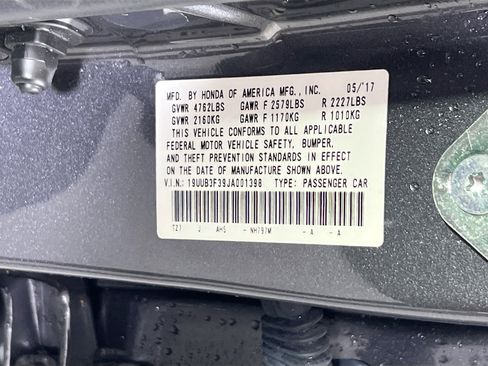 MFD. BY HONDA OF AMERICA MFG., INC. 05/'17
GVWR 4762LBS GAWR F 2579LBS R 2227LBS
GVWR 2160KG GAWR F 1170KG R 1010KG
THIS VEHICLE CONFORMS TO ALL APPLICABLE
FEDERAL MOTOR VEHICLE SAFETY, BUMPER,
AND THEFT PREVENTION STANDARDS IN EFFECT
ON THE DATE OF MANUFACTURE SHOWN ABOVE.
V.I.N.: 19UUB3F39JA001398 TYPE: PASSENGER CAR
J AH5 - NH797M - A - A